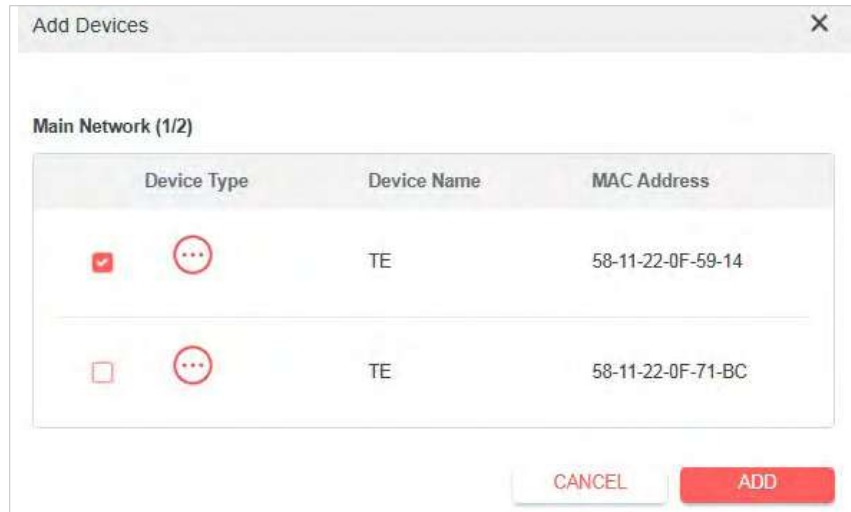 Add Devices
Main Network (1/2)
Device Type Device Name MAC Address
TE 58-11-22-0F-59-14
TE 58-11-22-0F-71-BC
CANCEL ADD